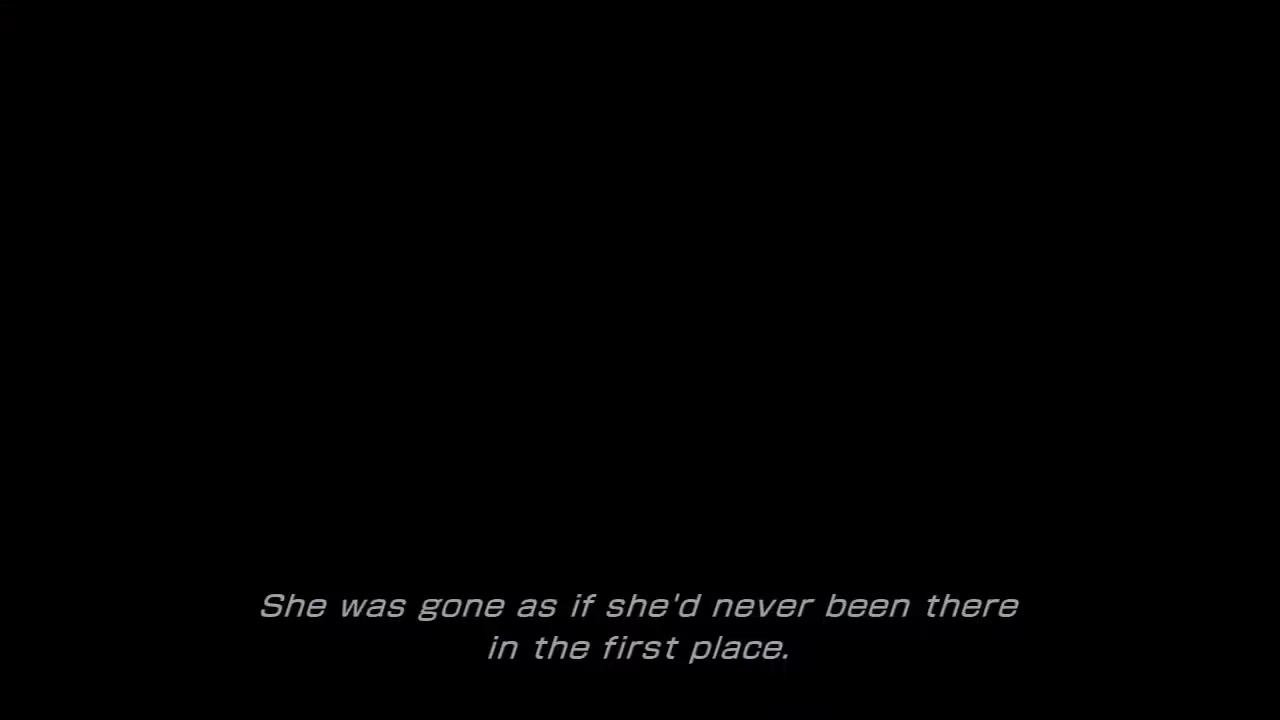 She was gone as if she'd never been there
in the first place.